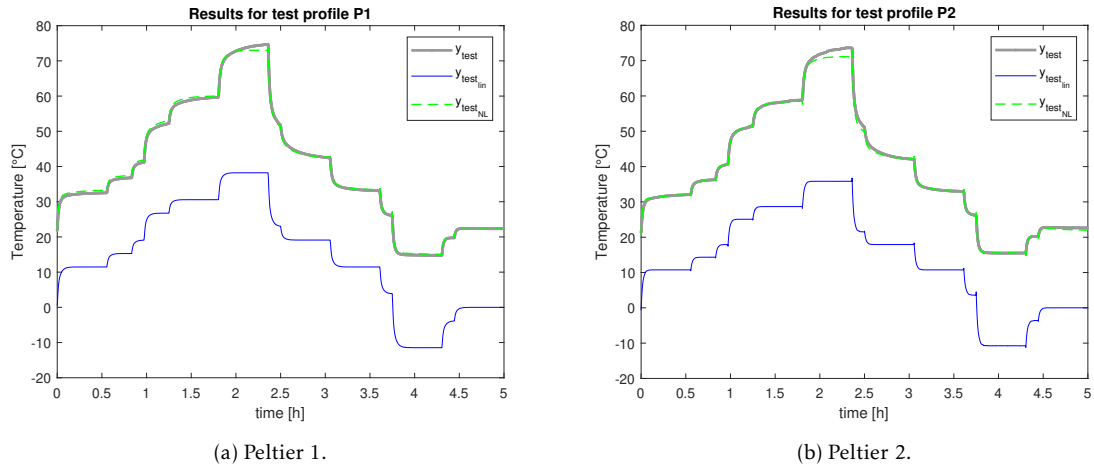 Results for test profile P1
80
70
60
50
40
30
20
10
0
-10
-20
Temperature [°C]
0 0.5 1 1.5 2 2.5 3 3.5 4 4.5 5
time [h]
y_test
y_test_lin
y_test_NL
(a) Peltier 1.
Results for test profile P2
80
70
60
50
40
30
20
10
0
-10
-20
Temperature [°C]
0 0.5 1 1.5 2 2.5 3 3.5 4 4.5 5
time [h]
y_test
y_test_lin
y_test_NL
(b) Peltier 2.